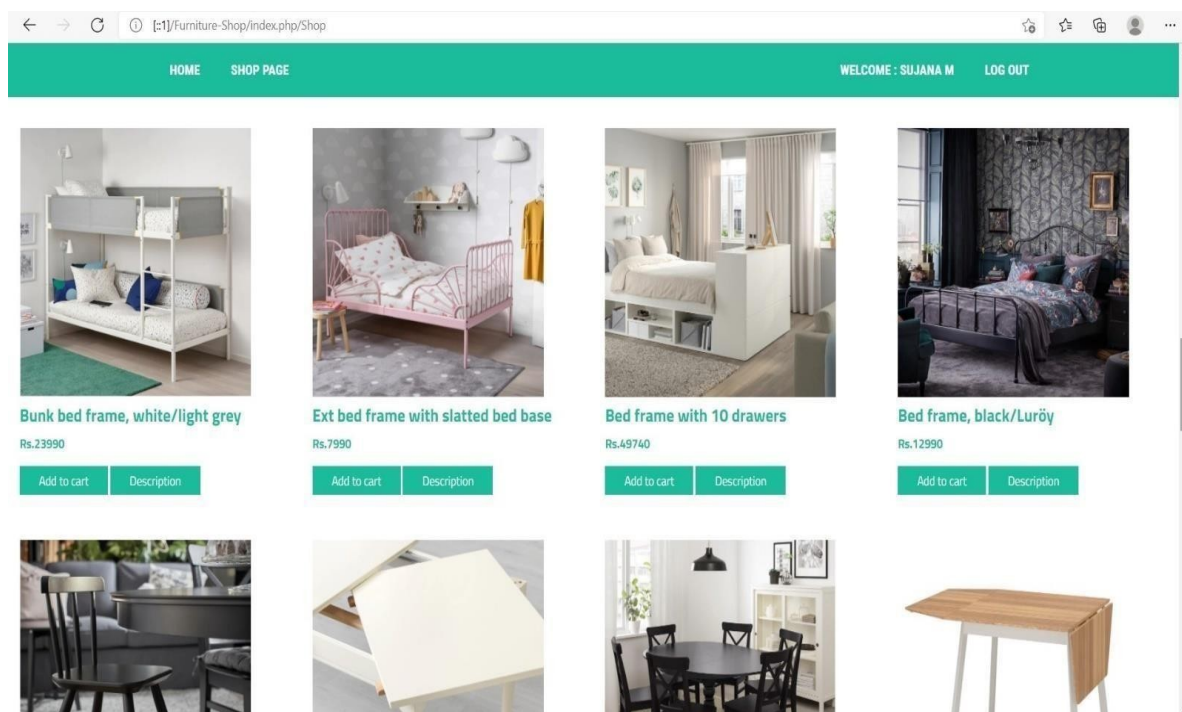 [::1]/Furniture-Shop/index.php/Shop
HOME SHOP PAGE WELCOME : SUJANA M LOG OUT
Bunk bed frame, white/light grey
Rs.23990
Add to cart Description
Ext bed frame with slatted bed base
Rs.7990
Add to cart Description
Bed frame with 10 drawers
Rs.49740
Add to cart Description
Bed frame, black/Luröy
Rs.12990
Add to cart Description